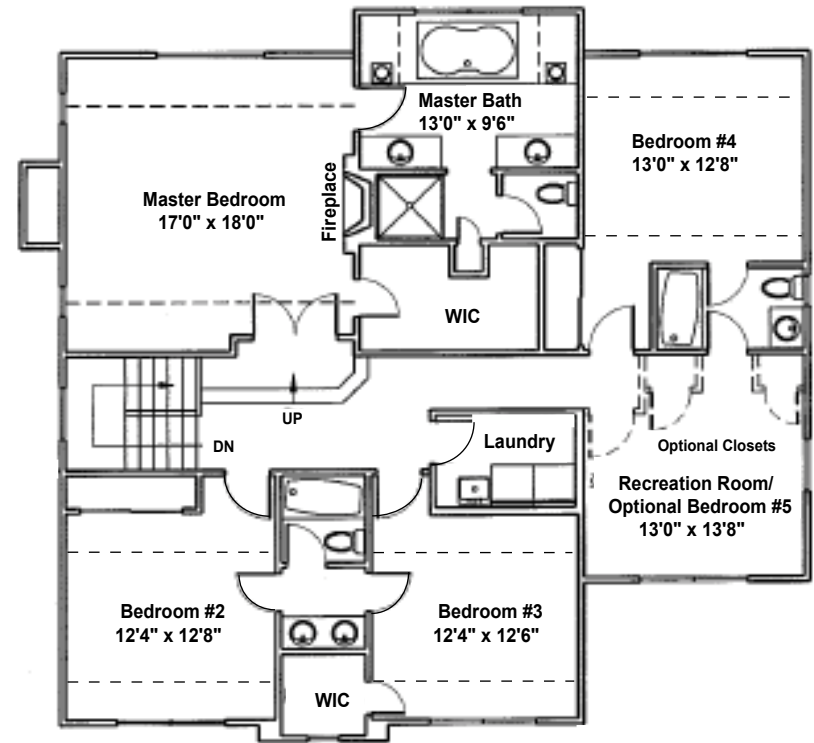 Master Bath
13'0" x 9'6"
Bedroom #4
13'0" x 12'8"
Master Bedroom
17'0" x 18'0"
Fireplace
WIC
UP
DN
Laundry
Optional Closets
Recreation Room/
Optional Bedroom #5
13'0" x 13'8"
Bedroom #2
12'4" x 12'8"
Bedroom #3
12'4" x 12'6"
WIC